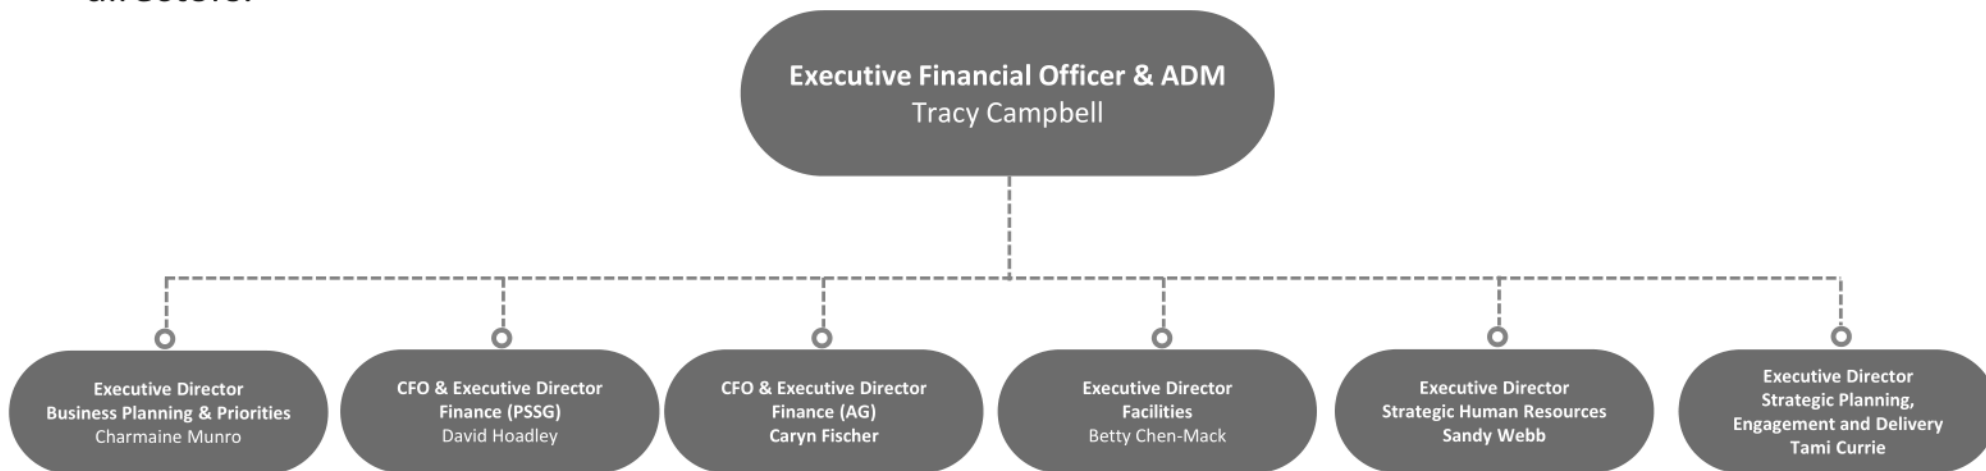 Executive Financial Officer & ADM
Tracy Campbell
Executive Director
Business Planning & Priorities
Charmaine Munro
CFO & Executive Director
Finance (PSSG)
David Hoadley
CFO & Executive Director
Finance (AG)
Caryn Fischer
Executive Director
Facilities
Betty Chen-Mack
Executive Director
Strategic Human Resources
Sandy Webb
Executive Director
Strategic Planning,
Engagement and Delivery
Tami Currie